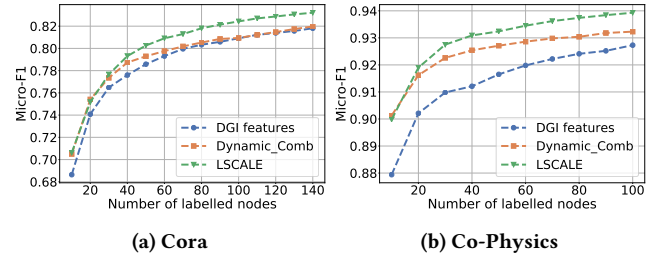 0.82
0.80
0.78
0.76
0.74
0.72
0.70
0.68
Micro-F1
20 40 60 80 100 120 140
Number of labelled nodes
DGI features
Dynamic_Comb
LSCALE
(a) Cora
0.94
0.93
0.92
0.91
0.90
0.89
0.88
Micro-F1
20 40 60 80 100
Number of labelled nodes
DGI features
Dynamic_Comb
LSCALE
(b) Co-Physics